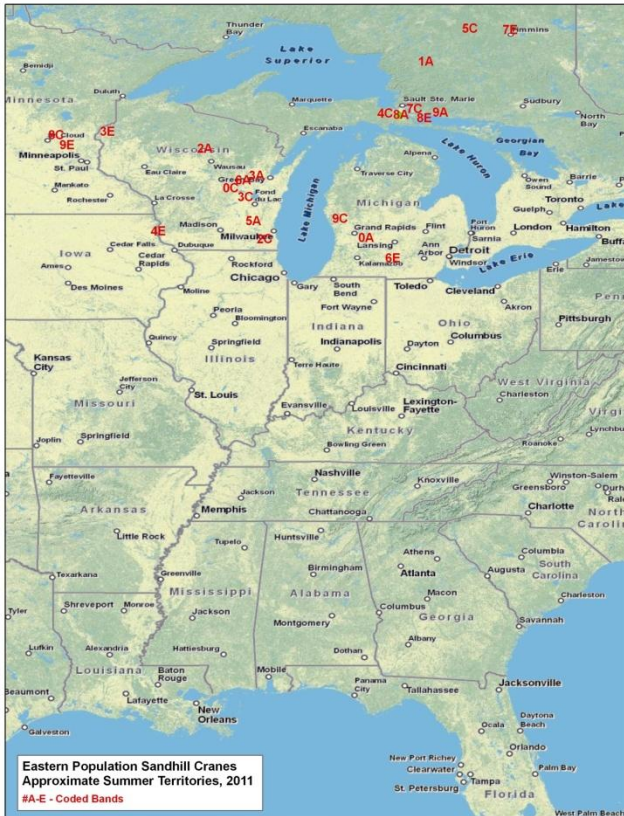 Thunder Bay
5C
7E
Timmins
Bemidji
Lake Superior
1A
Minnesota
Duluth
Marquette
Sault Ste. Marie
4C 8A 7C 8E 9A
Sudbury
North Bay
3E
Escanaba
Cloud
9E
Minneapolis
St. Paul
Wisconsin
2A
Wausau
Eau Claire
Alpena
Lake Huron
Georgian Bay
Traverse City
Owen Sound
Barrie
Mankato
Rochester
La Crosse
0C
3A
3C
Fond du Lac
Lake Michigan
Michigan
Toronto
Guelph
Lake
4E
Madison
5A
Milwaukee
2C
9C
Grand Rapids
0A
Lansing
Flint
Port Huron
Sarnia
London
Hamilton
Buffa
Iowa
Cedar Falls
Dubuque
Rockford
Kalamazoo
6E
Ann Arbor
Detroit
Windsor
Lake Erie
Erie
Jamestown
Ames
Cedar Rapids
Des Moines
Moline
Chicago
Gary
South Bend
Toledo
Cleveland
Akron
Penn
Peoria
Bloomington
Fort Wayne
Indiana
Ohio
Pittsburgh
Quincy
Springfield
Illinois
Indianapolis
Dayton
Columbus
Kansas City
Terre Haute
Cincinnati
West Virginia
Jefferson City
Missouri
St. Louis
Evansville
Louisville
Lexington-Fayette
Charleston
Virgi
Kentucky
Lynchburg
Joplin
Springfield
Bowling Green
Roanoke
Fayetteville
Nashville
Knoxville
Winston-Salem
Greensboro
Durh
Rale
Arkansas
Jackson
Tennessee
Memphis
Chattanooga
Charlotte
North Carolina
Little Rock
Tupelo
Huntsville
Athens
Columbia
South Carolina
Texarkana
Greenville
Mississippi
Birmingham
Alabama
Atlanta
Augusta
Charleston
Shreveport
Monroe
Jackson
Montgomery
Columbus
Macon
Georgia
Savannah
Tyler
Lufkin
Alexandria
Hattiesburg
Dothan
Albany
Louisiana
Baton Rouge
Mobile
Panama City
Tallahassee
Jacksonville
Beaumont
Lafayette
New Orleans
Galveston
Ocala
Daytona Beach
Orlando
New Port Richey
Clearwater
Tampa
Palm Bay
St. Petersburg
Florida
West Palm Beach
Eastern Population Sandhill Cranes
Approximate Summer Territories, 2011
#A-E - Coded Bands